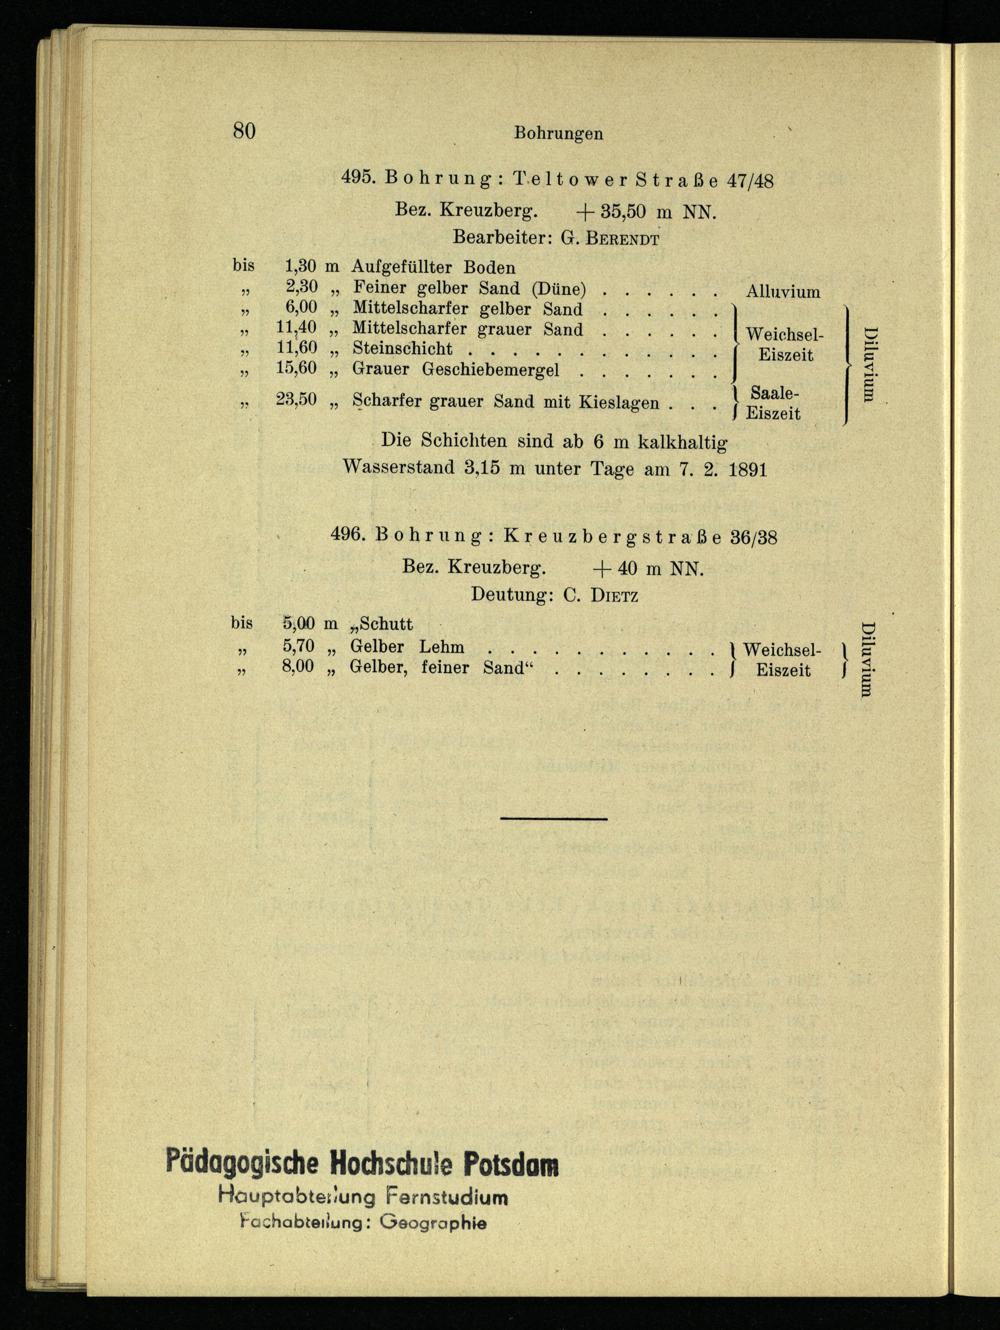 80 Bohrungen
495. Bohrung: Teltower Straße 47/48
Bez. Kreuzberg. + 35,50 m NN.
Bearbeiter: G. BERENDT
bis 1,30 m Aufgefüllter Boden
„ 2,30 „ Feiner gelber Sand (Düne) . . . . . . Alluvium
„ 6,00 „ Mittelscharfer gelber Sand . . . . . .
„ 11,40 „ Mittelscharfer grauer Sand . . . . . . Weichsel-
„ 11,60 „ Steinschicht . . . . . . . . . . . . Eiszeit
„ 15,60 „ Grauer Geschiebemergel . . . . . . .
Diluvium
„ 23,50 „ Scharfer grauer Sand mit Kieslagen . . . Saale-
Eiszeit
Die Schichten sind ab 6 m kalkhaltig
Wasserstand 3,15 m unter Tage am 7. 2. 1891
496. Bohrung: Kreuzbergstraße 36/38
Bez. Kreuzberg. + 40 m NN.
Deutung: C. DIETZ
bis 5,00 m „Schutt
„ 5,70 „ Gelber Lehm . . . . . . . . . . . Weichsel-
„ 8,00 „ Gelber, feiner Sand“ . . . . . . . . Eiszeit
Diluvium
Pädagogische Hochschule Potsdam
Hauptabteilung Fernstudium
Fachabteilung: Geographie